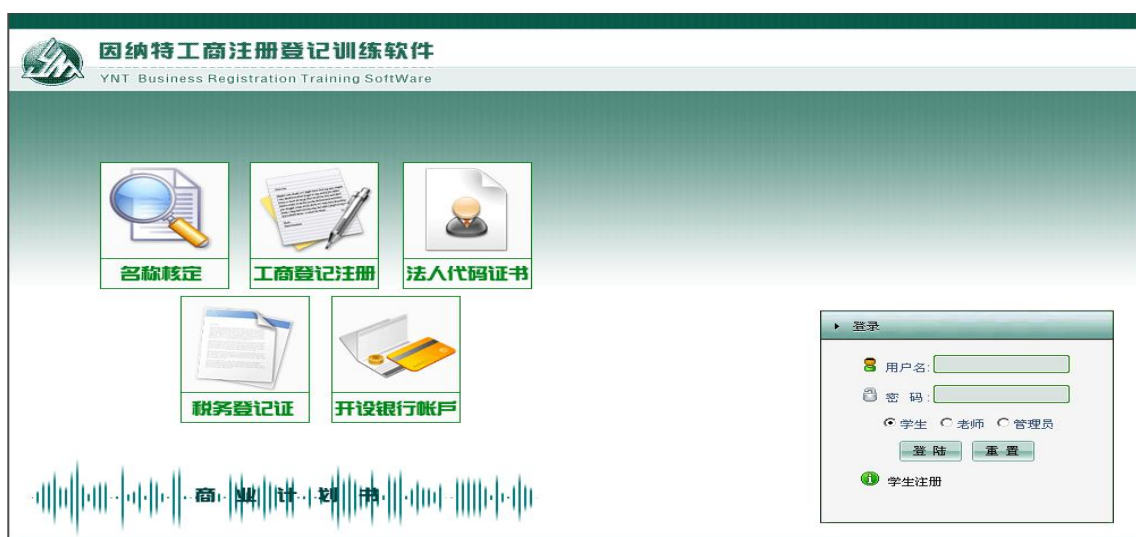 因纳特工商注册登记训练软件
YNT Business Registration Training SoftWare
名称核定
工商登记注册
法人代码证书
税务登记证
开设银行帐户
商业计划书
登录
用户名:
密 码:
学生 老师 管理员
登 陆 重 置
学生注册